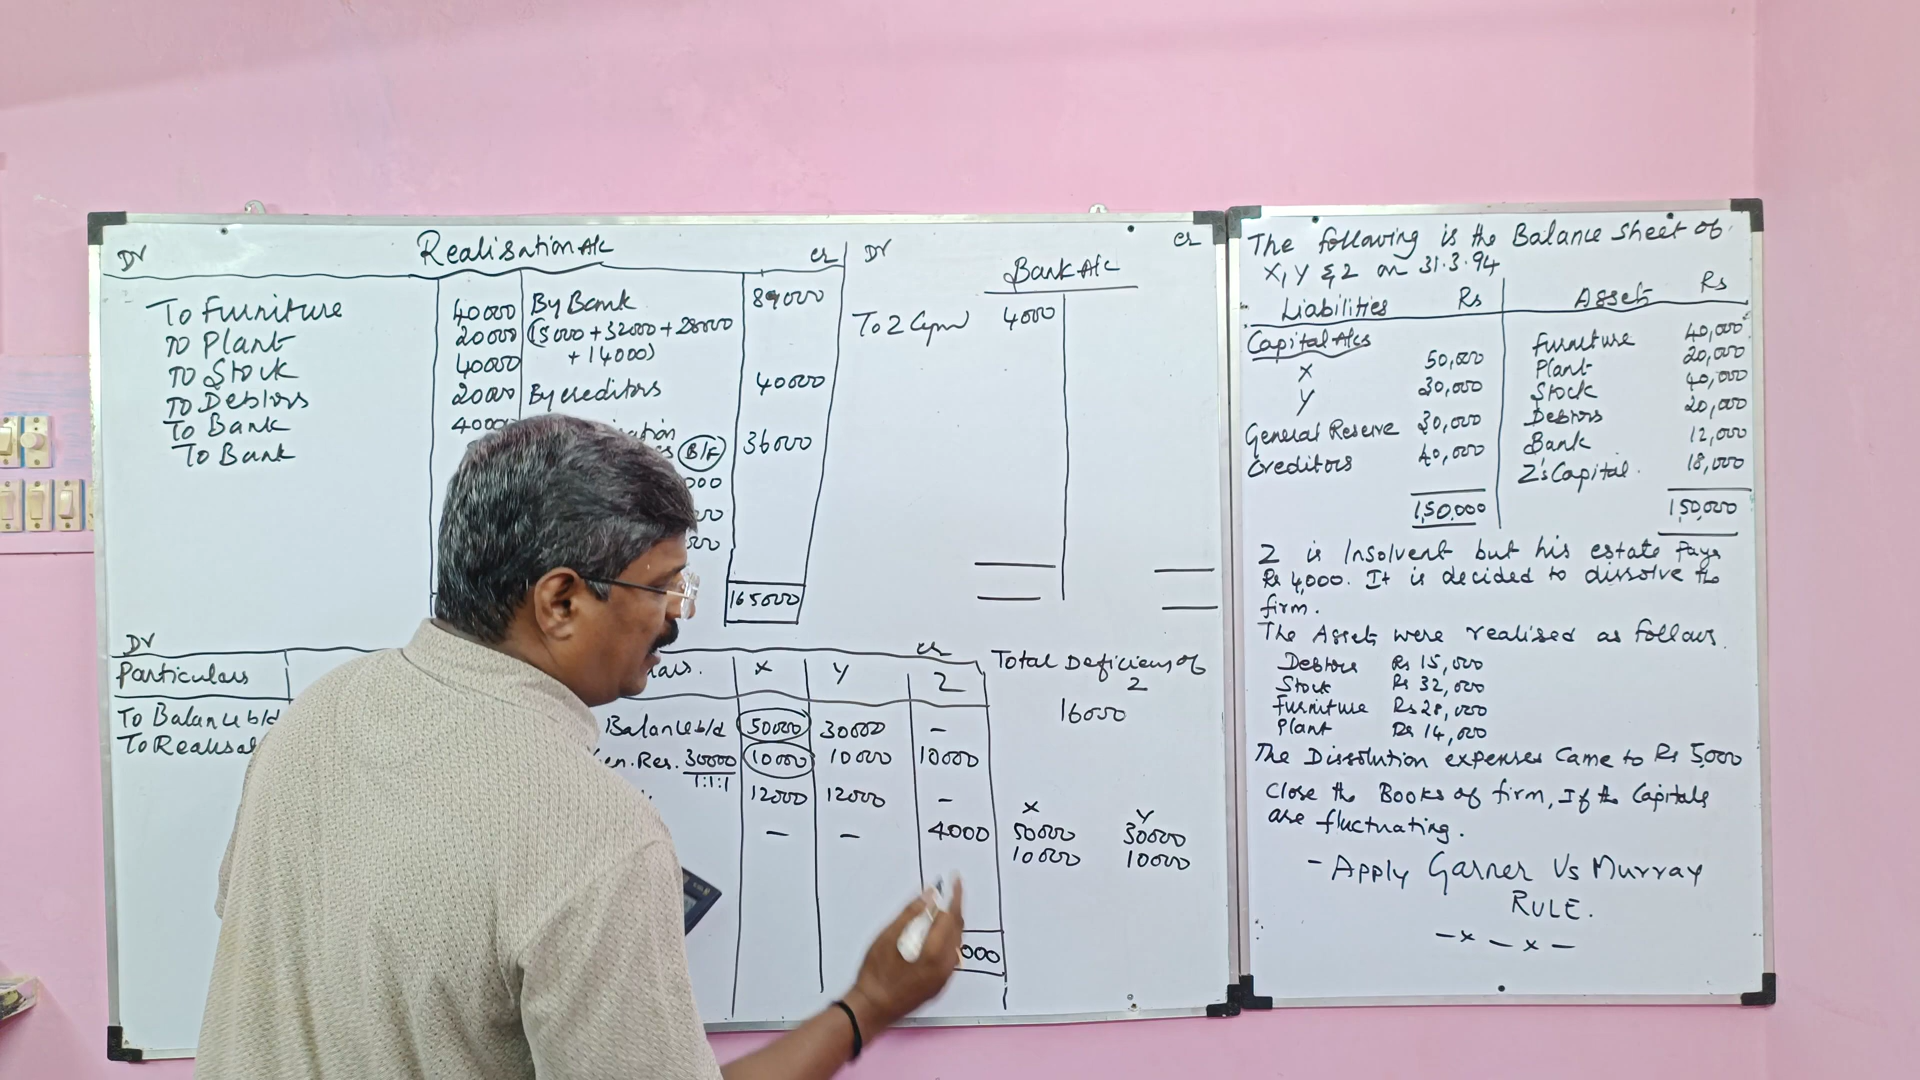 Dr Realisation A/c Cr
To Furniture 40000 By Bank 89000
To Plant 20000 (15000 + 32000 + 28000
To Stock 40000 + 14000)
To Debtors 20000 By Creditors 40000
To Bank 40000
To Bank B/F 36000
165000
Dr Bank A/c Cr
To Z Capital 4000
Dr Cr
Particulars X Y Z
To Balance b/d Balance b/d 50000 30000 -
Gen. Res. 30000 10000 10000 10000
1:1:1
12000 12000 -
- - 4000
Total Deficiency of
Z
16000
X Y
50000 30000
10000 10000
The following is the Balance Sheet of
X, Y & Z on 31.3.94
Liabilities Rs Assets Rs
Capital A/cs Furniture 40,000
X 50,000 Plant 20,000
Y 30,000 Stock 40,000
General Reserve 30,000 Debtors 20,000
Creditors 40,000 Bank 12,000
Z's Capital. 18,000
1,50,000 1,50,000
Z is Insolvent but his estate pays
Rs 4,000. It is decided to dissolve the
firm.
The Assets were realised as follows.
Debtors Rs 15,000
Stock Rs 32,000
Furniture Rs 28,000
Plant Rs 14,000
The Dissolution expenses Came to Rs 5,000
Close the Books of firm, If the Capitals
are fluctuating.
- Apply Garner Vs Murray
RULE.
-x-x-